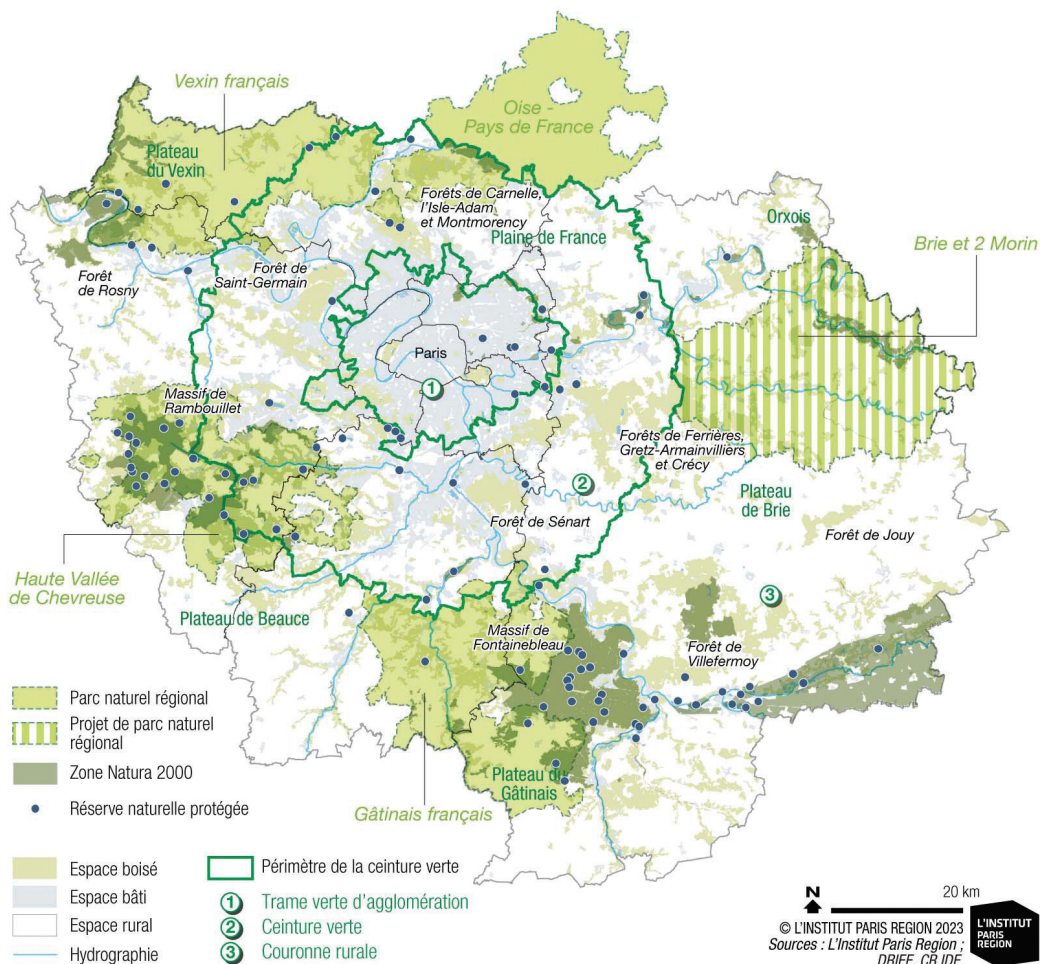 Vexin français
Oise -
Pays de France
Plateau
du Vexin
Forêts de Carnelle,
l'Isle-Adam
et Montmorency
Plaine de France
Orxois
Brie et 2 Morin
Forêt
de Rosny
Forêt de
Saint-Germain
Paris
1
Massif de
Rambouillet
Forêts de Ferrières,
Gretz-Armainvilliers
et Crécy
2
Plateau
de Brie
Forêt de Sénart
Forêt de Jouy
Haute Vallée
de Chevreuse
Plateau de Beauce
3
Massif de
Fontainebleau
Forêt de
Villefermoy
Plateau du
Gâtinais
Gâtinais français
Parc naturel régional
Projet de parc naturel
régional
Zone Natura 2000
Réserve naturelle protégée
Espace boisé
Espace bâti
Espace rural
Hydrographie
Périmètre de la ceinture verte
1 Trame verte d'agglomération
2 Ceinture verte
3 Couronne rurale
N
20 km
© L'INSTITUT PARIS REGION 2023
Sources : L'Institut Paris Region ;
DRIEE, CR IDF
L'INSTITUT
PARIS
REGION